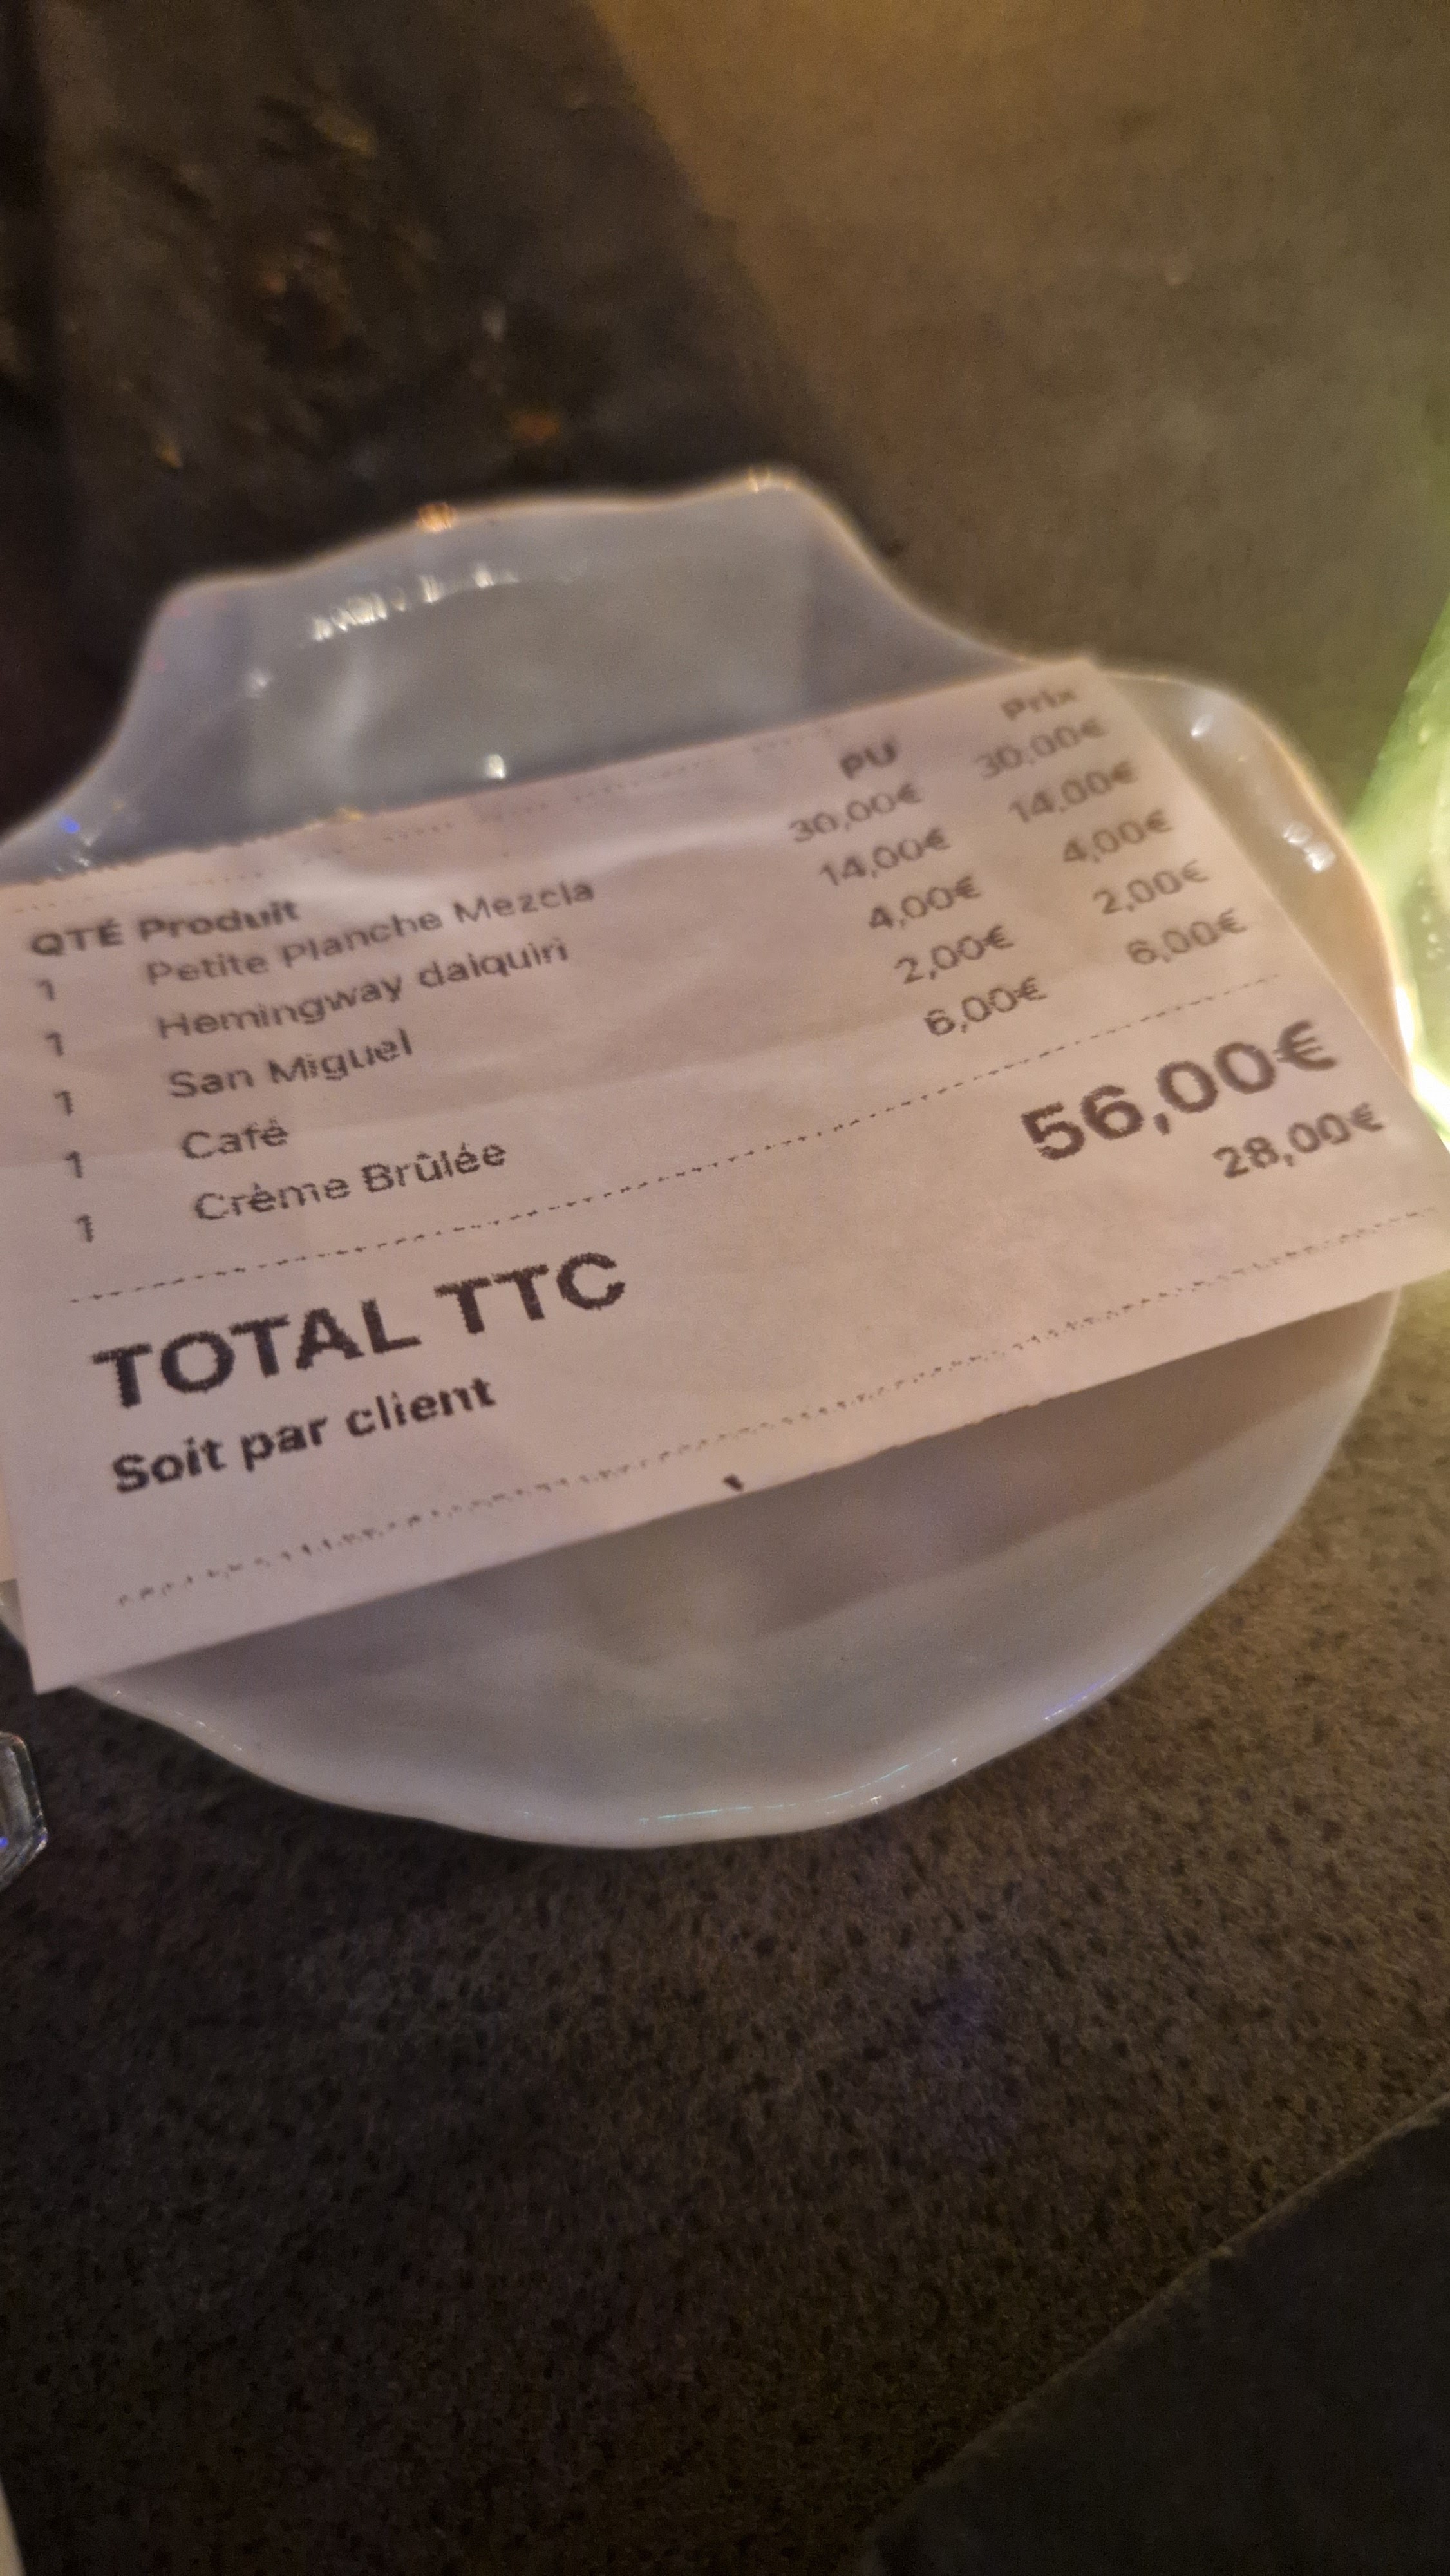 QTÉ Produit PU Prix
1 Petite Planche Mezcla 30,00€ 30,00€
1 Hemingway daiquiri 14,00€ 14,00€
1 San Miguel 4,00€ 4,00€
1 Café 2,00€ 2,00€
1 Crème Brûlée 6,00€ 6,00€
TOTAL TTC 56,00€
Soit par client 28,00€